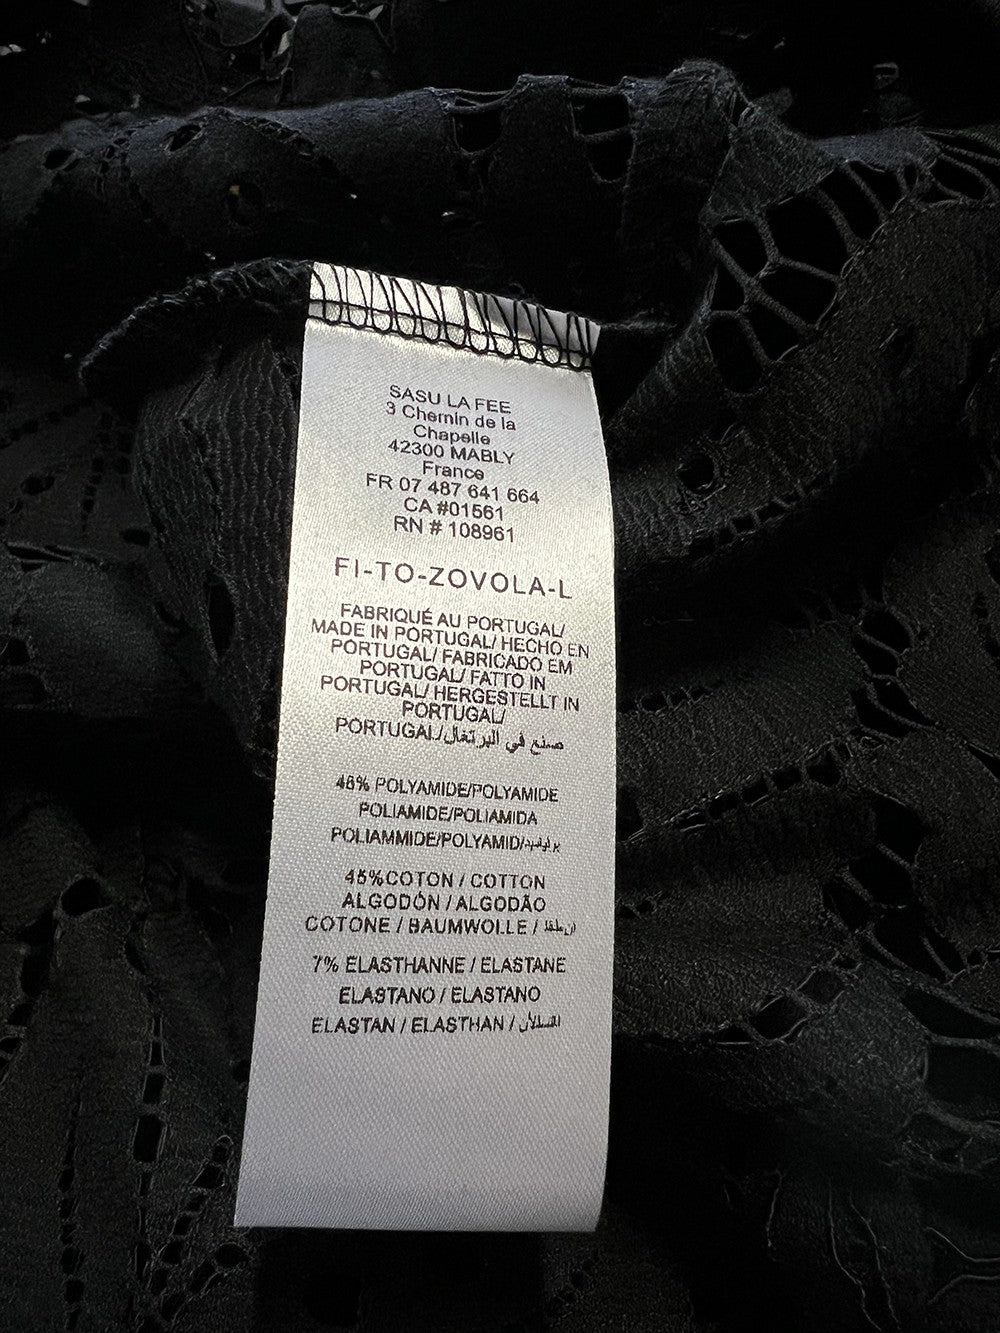 SASU LA FEE
3 Chemin de la
Chapelle
42300 MABLY
France
FR 07 487 641 664
CA #01561
RN # 108961
FI-TO-ZOVOLA-L
FABRIQUÉ AU PORTUGAL/
MADE IN PORTUGAL/ HECHO EN
PORTUGAL/ FABRICADO EM
PORTUGAL/ FATTO IN
PORTUGAL/ HERGESTELLT IN
PORTUGAL/
PORTUGAL/صنع في البرتغال
48% POLYAMIDE/POLYAMIDE
POLIAMIDE/POLIAMIDA
POLIAMMIDE/POLYAMID/
45%COTON / COTTON
ALGODÓN / ALGODÃO
COTONE / BAUMWOLLE /
7% ELASTHANNE / ELASTANE
ELASTANO / ELASTANO
ELASTAN / ELASTHAN /